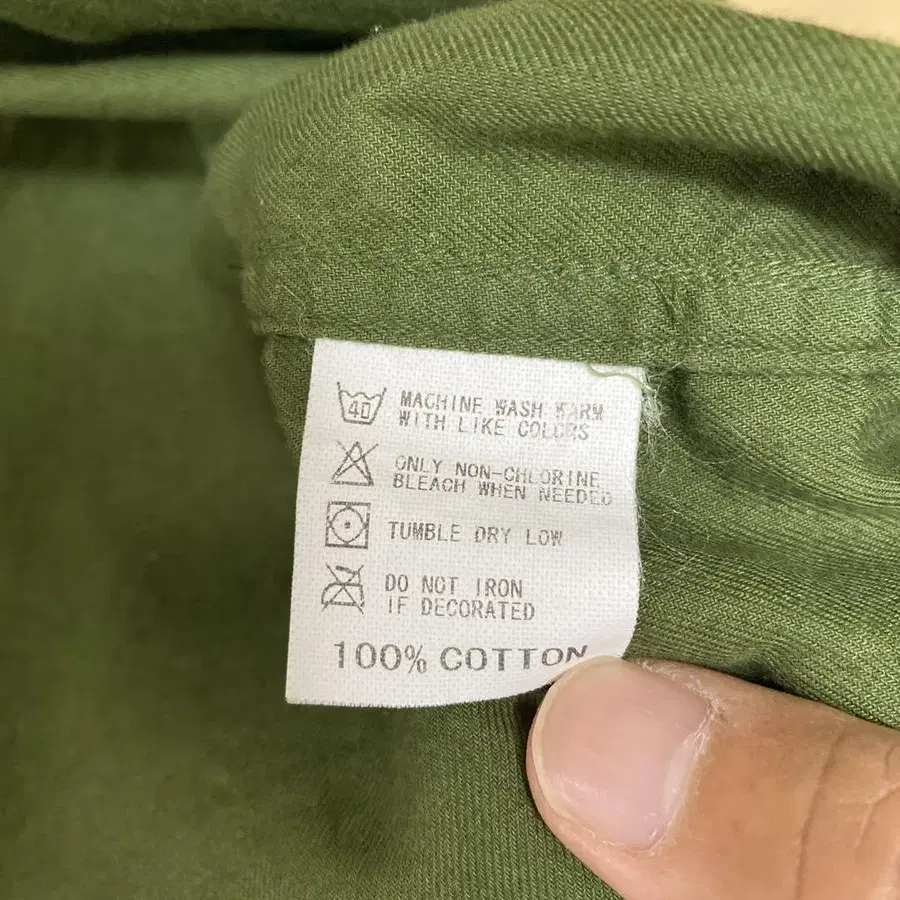 40
MACHINE WASH WARM
WITH LIKE COLORS
ONLY NON-CHLORINE
BLEACH WHEN NEEDED
TUMBLE DRY LOW
DO NOT IRON
IF DECORATED
100% COTTON